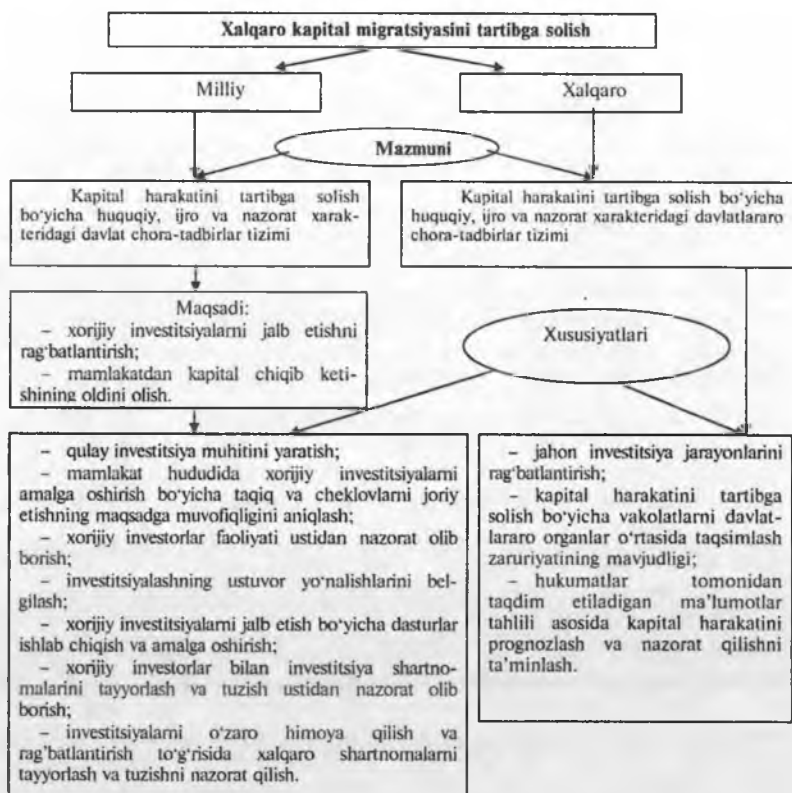 Xalqaro kapital migratsiyasini tartibga solish
Milliy
Xalqaro
Mazmuni
Kapital harakatini tartibga solish
bo‘yicha huquqiy, ijro va nazorat xarak-
teridagi davlat chora-tadbirlar tizimi
Kapital harakatini tartibga solish bo‘yicha
huquqiy, ijro va nazorat xarakteridagi davlatlararo
chora-tadbirlar tizimi
Maqsadi:
– xorijiy investitsiyalarni jalb etishni
rag‘batlantirish;
– mamlakatdan kapital chiqib keti-
shining oldini olish.
Xususiyatlari
– qulay investitsiya muhitini yaratish;
– mamlakat hududida xorijiy investitsiyalarni
amalga oshirish bo‘yicha taqiq va cheklovlarni joriy
etishning maqsadga muvofiqligini aniqlash;
– xorijiy investorlar faoliyati ustidan nazorat olib
borish;
– investitsiyalashning ustuvor yo‘nalishlarini bel-
gilash;
– xorijiy investitsiyalarni jalb etish bo‘yicha dasturlar
ishlab chiqish va amalga oshirish;
– xorijiy investorlar bilan investitsiya shartno-
malarini tayyorlash va tuzish ustidan nazorat olib
borish;
– investitsiyalarni o‘zaro himoya qilish va
rag’batlantirish to‘g‘risida xalqaro shartnomalarni
tayyorlash va tuzishni nazorat qilish.
– jahon investitsiya jarayonlarini
rag‘batlantirish;
– kapital harakatini tartibga
solish bo‘yicha vakolatlarni davlat-
lararo organlar o‘rtasida taqsimlash
zaruriyatining mavjudligi;
– hukumatlar tomonidan
taqdim etiladigan ma’lumotlar
tahlili asosida kapital harakatini
prognozlash va nazorat qilishni
ta’minlash.